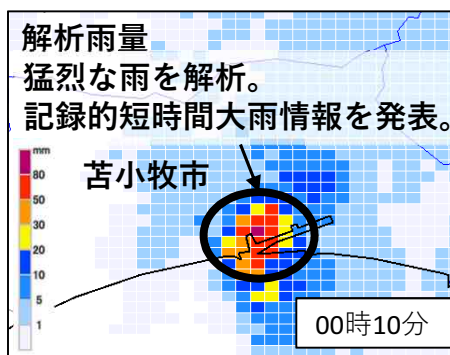 解析雨量
猛烈な雨を解析。
記録的短時間大雨情報を発表。
mm
80
50
30
20
10
5
1
苫小牧市
00時10分